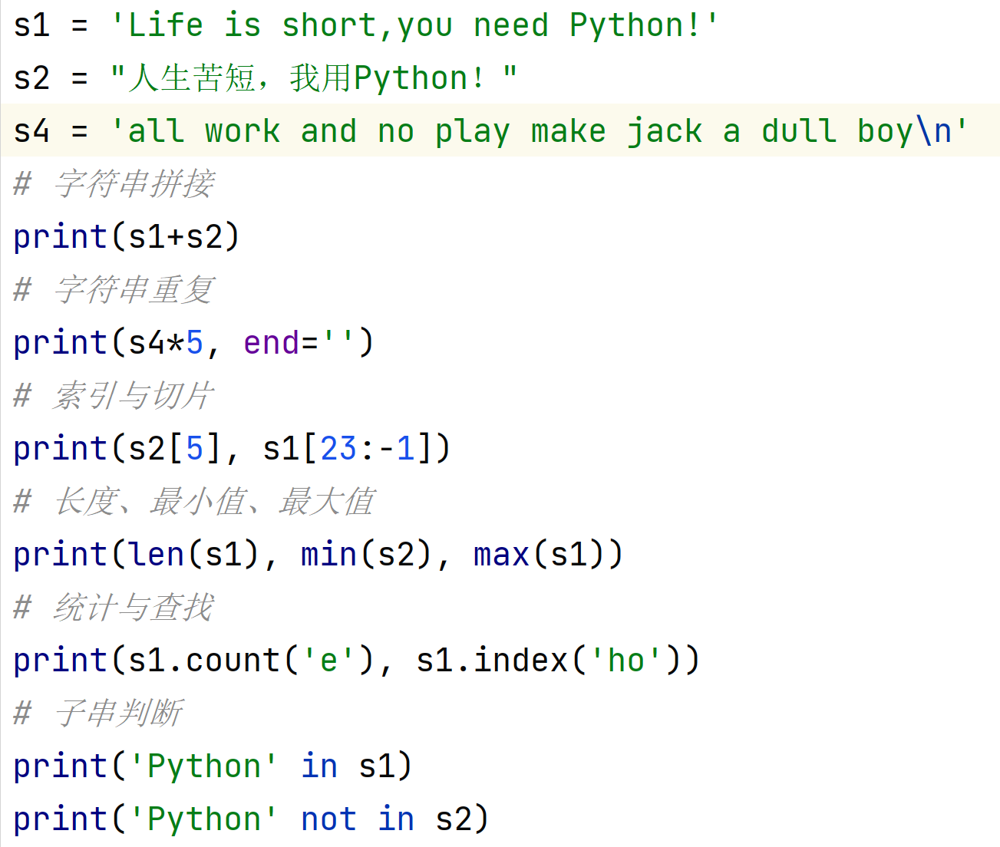 s1 = 'Life is short,you need Python!'
s2 = "人生苦短，我用Python！"
s4 = 'all work and no play make jack a dull boy\n'
# 字符串拼接
print(s1+s2)
# 字符串重复
print(s4*5, end='')
# 索引与切片
print(s2[5], s1[23:-1])
# 长度、最小值、最大值
print(len(s1), min(s2), max(s1))
# 统计与查找
print(s1.count('e'), s1.index('ho'))
# 子串判断
print('Python' in s1)
print('Python' not in s2)